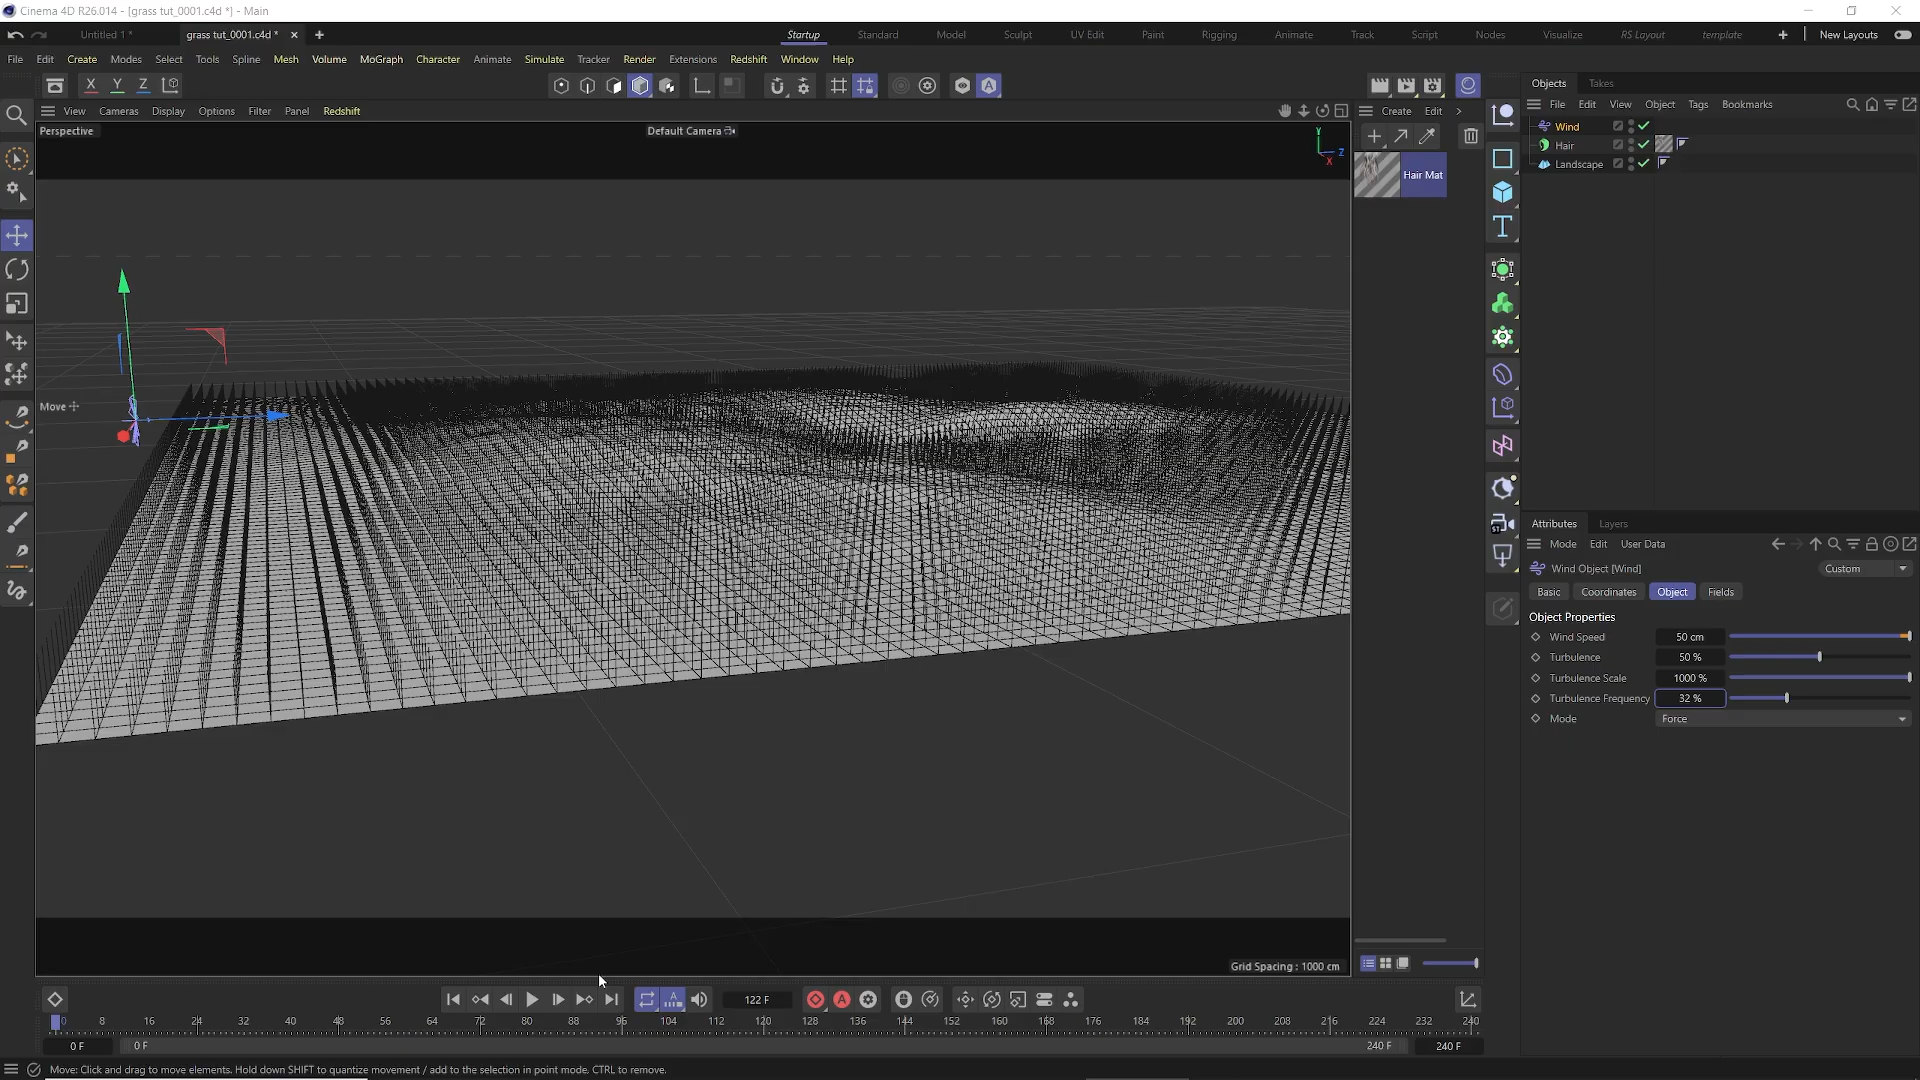 Cinema 4D R26.014 - [grass tut_0001.c4d *] - Main
Untitled 1 *
grass tut_0001.c4d *
Startup Standard Model Sculpt UV Edit Paint Rigging Animate Track Script Nodes Visualize RS Layout template New Layouts
File Edit Create Modes Select Tools Spline Mesh Volume MoGraph Character Animate Simulate Tracker Render Extensions Redshift Window Help
X Y Z
Objects Takes
View Cameras Display Options Filter Panel Redshift
Create Edit
File Edit View Object Tags Bookmarks
Perspective
Default Camera
Y
Z
X
Wind
Hair
Landscape
Hair Mat
Move
Attributes Layers
Mode Edit User Data
Wind Object [Wind]
Custom
Basic Coordinates Object Fields
Object Properties
Wind Speed 50 cm
Turbulence 50 %
Turbulence Scale 1000 %
Turbulence Frequency 32 %
Mode Force
Grid Spacing : 1000 cm
122 F
0 8 16 24 32 40 48 56 64 72 80 88 96 104 112 120 128 136 144 152 160 168 176 184 192 200 208 216 224 232 240
0 F 0 F 240 F 240 F
Move: Click and drag to move elements. Hold down SHIFT to quantize movement / add to the selection in point mode, CTRL to remove.